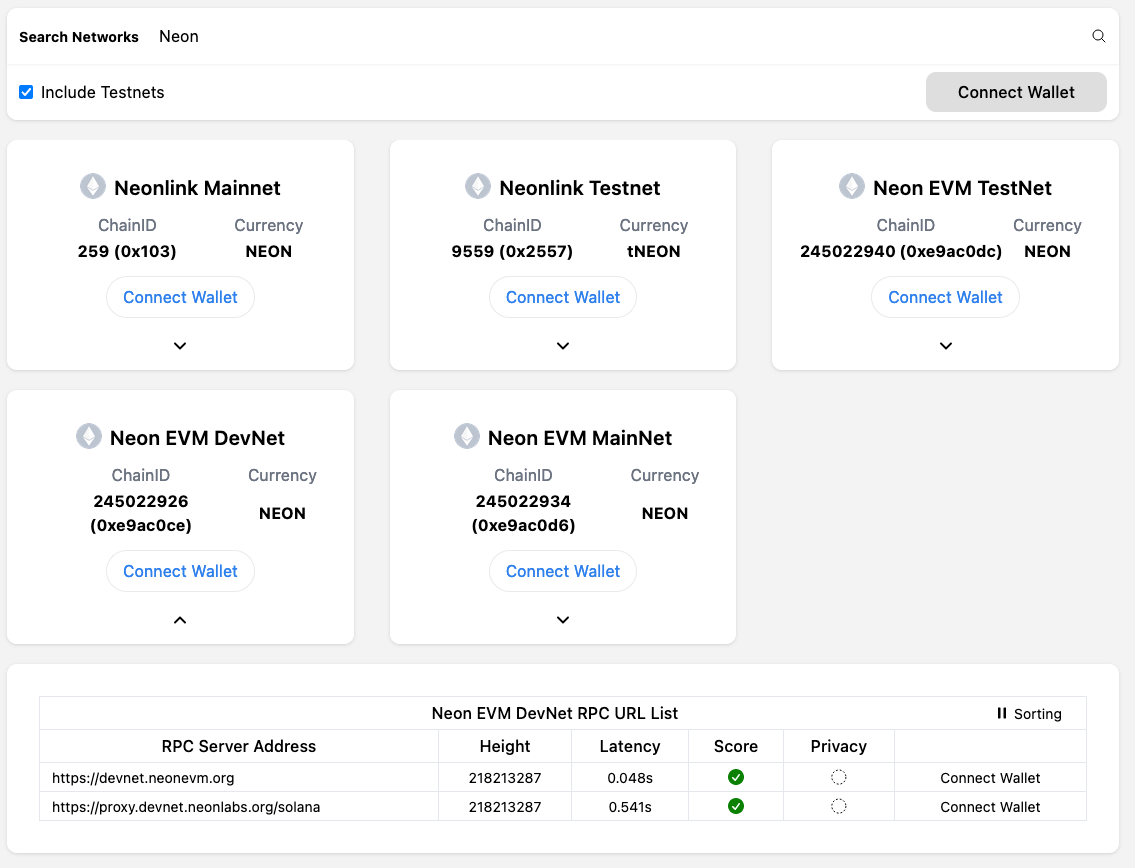 Search Networks Neon
Include Testnets
Connect Wallet
Neonlink Mainnet
ChainID Currency
259 (0x103) NEON
Connect Wallet
Neonlink Testnet
ChainID Currency
9559 (0x2557) tNEON
Connect Wallet
Neon EVM TestNet
ChainID Currency
245022940 (0xe9ac0dc) NEON
Connect Wallet
Neon EVM DevNet
ChainID Currency
245022926
(0xe9ac0ce)
NEON
Connect Wallet
Neon EVM MainNet
ChainID Currency
245022934
(0xe9ac0d6)
NEON
Connect Wallet
Neon EVM DevNet RPC URL List Sorting
RPC Server Address Height Latency Score Privacy
https://devnet.neonevm.org 218213287 0.048s Connect Wallet
https://proxy.devnet.neonlabs.org/solana 218213287 0.541s Connect Wallet